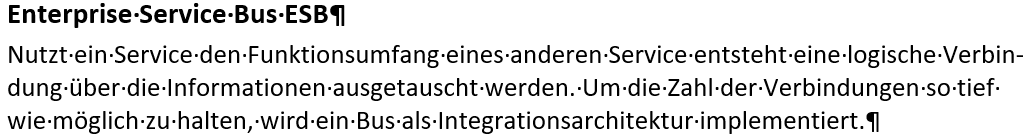 Enterprise·Service·Bus·ESB¶
Nutzt·ein·Service·den·Funktionsumfang·eines·anderen·Service·entsteht·eine·logische·Verbin-
dung·über·die·Informationen·ausgetauscht·werden.·Um·die·Zahl·der·Verbindungen·so·tief·
wie·möglich·zu·halten,·wird·ein·Bus·als·Integrationsarchitektur·implementiert.¶